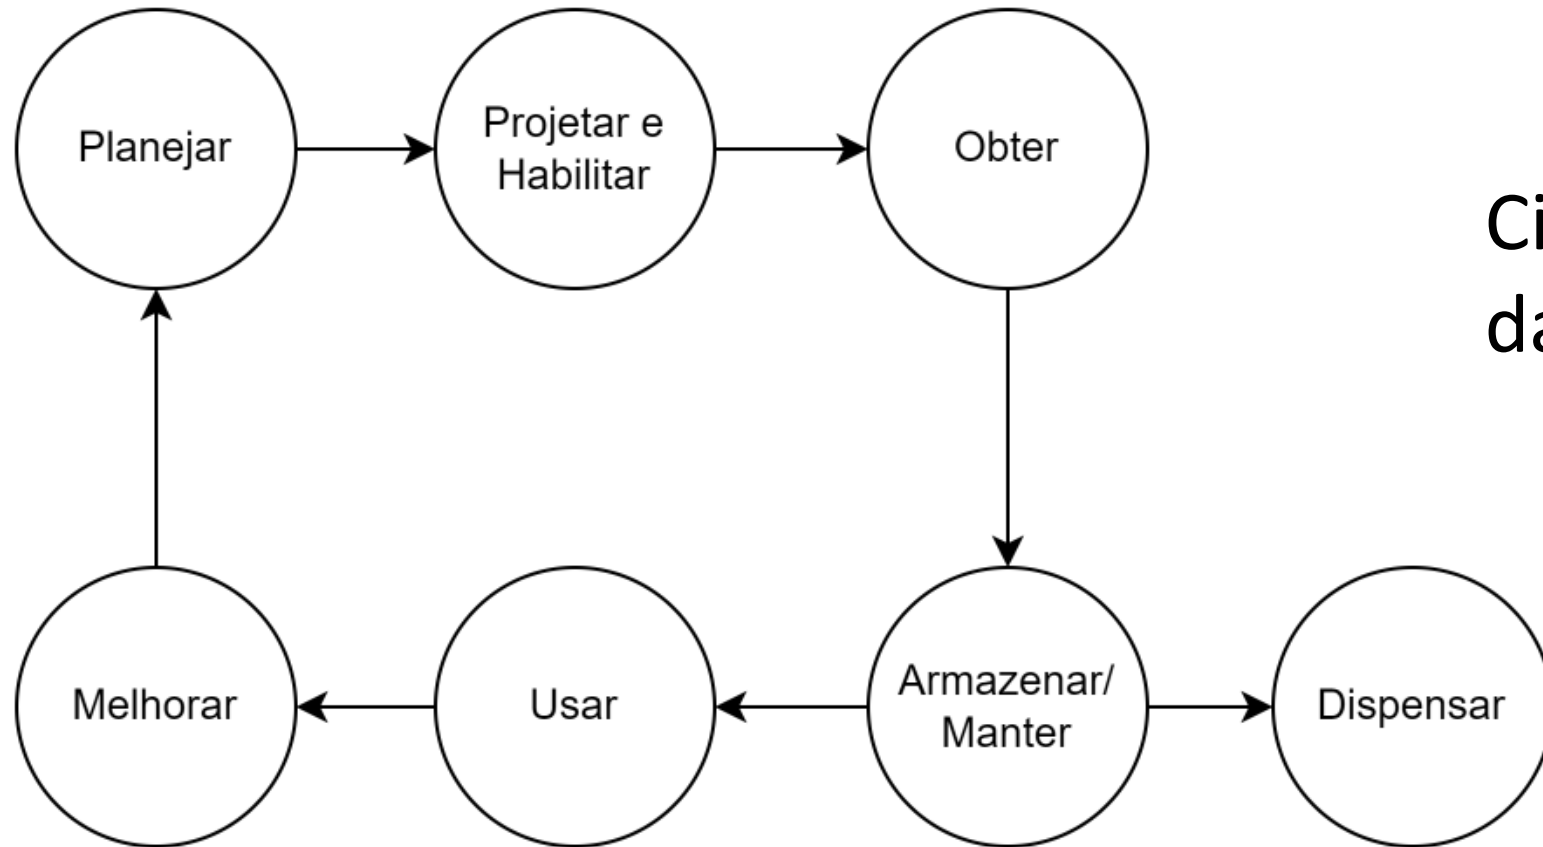 Planejar
Projetar e
Habilitar
Obter
Melhorar
Usar
Armazenar/
Manter
Dispensar